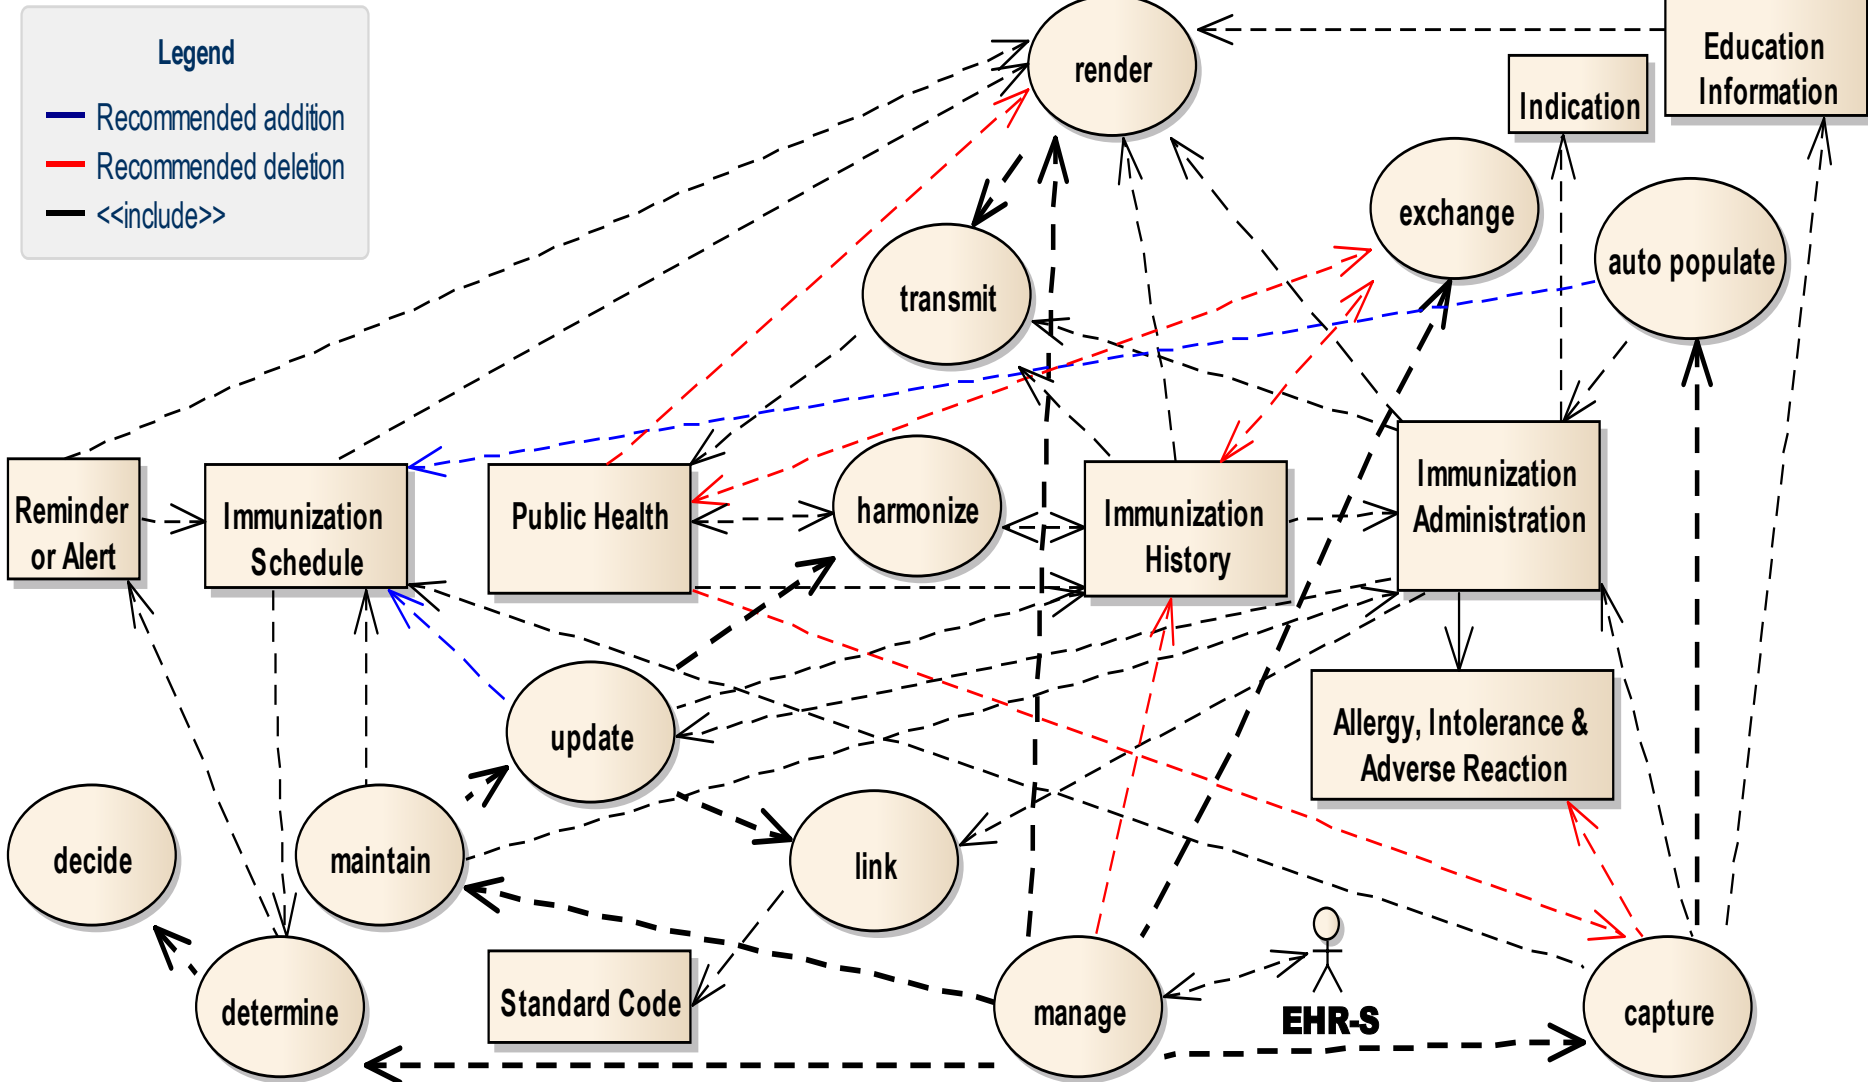 Legend
Recommended addition
Recommended deletion
<<include>>
render
Education
Information
Indication
exchange
auto populate
transmit
Reminder
or Alert
Immunization
Schedule
Public Health
harmonize
Immunization
History
Immunization
Administration
update
Allergy, Intolerance &
Adverse Reaction
decide
maintain
link
determine
Standard Code
manage
EHR-S
capture